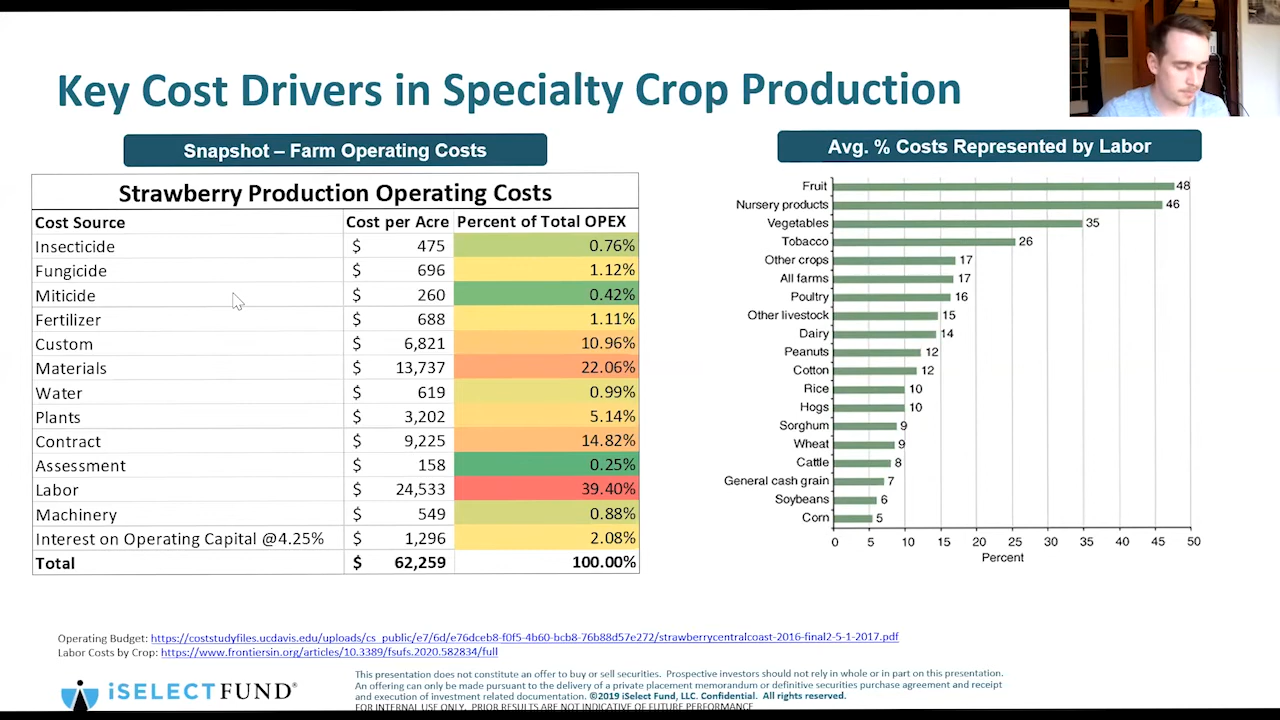 Key Cost Drivers in Specialty Crop Production
Snapshot – Farm Operating Costs
Strawberry Production Operating Costs
Cost Source Cost per Acre Percent of Total OPEX
Insecticide $ 475 0.76%
Fungicide $ 696 1.12%
Miticide $ 260 0.42%
Fertilizer $ 688 1.11%
Custom $ 6,821 10.96%
Materials $ 13,737 22.06%
Water $ 619 0.99%
Plants $ 3,202 5.14%
Contract $ 9,225 14.82%
Assessment $ 158 0.25%
Labor $ 24,533 39.40%
Machinery $ 549 0.88%
Interest on Operating Capital @4.25% $ 1,296 2.08%
Total $ 62,259 100.00%
Avg. % Costs Represented by Labor
Fruit 48
Nursery products 46
Vegetables 35
Tobacco 26
Other crops 17
All farms 17
Poultry 16
Other livestock 15
Dairy 14
Peanuts 12
Cotton 12
Rice 10
Hogs 10
Sorghum 9
Wheat 9
Cattle 8
General cash grain 7
Soybeans 6
Corn 5
0 5 10 15 20 25 30 35 40 45 50
Percent
Operating Budget: https://coststudyfiles.ucdavis.edu/uploads/cs_public/e7/6d/e76dceb8-f0f5-4b60-bcb8-76b88d57e272/strawberrycentralcoast-2016-final2-5-1-2017.pdf
Labor Costs by Crop: https://www.frontiersin.org/articles/10.3389/fsufs.2020.582834/full
iSELECTFUND®
This presentation does not constitute an offer to buy or sell securities. Prospective investors should not rely in whole or in part on this presentation.
An offering can only be made pursuant to the delivery of a private placement memorandum or definitive securities purchase agreement and receipt
and execution of investment related documentation. ©2019 iSelect Fund, LLC. Confidential. All rights reserved.
FOR INTERNAL USE ONLY. PRIOR RESULTS ARE NOT INDICATIVE OF FUTURE PERFORMANCE